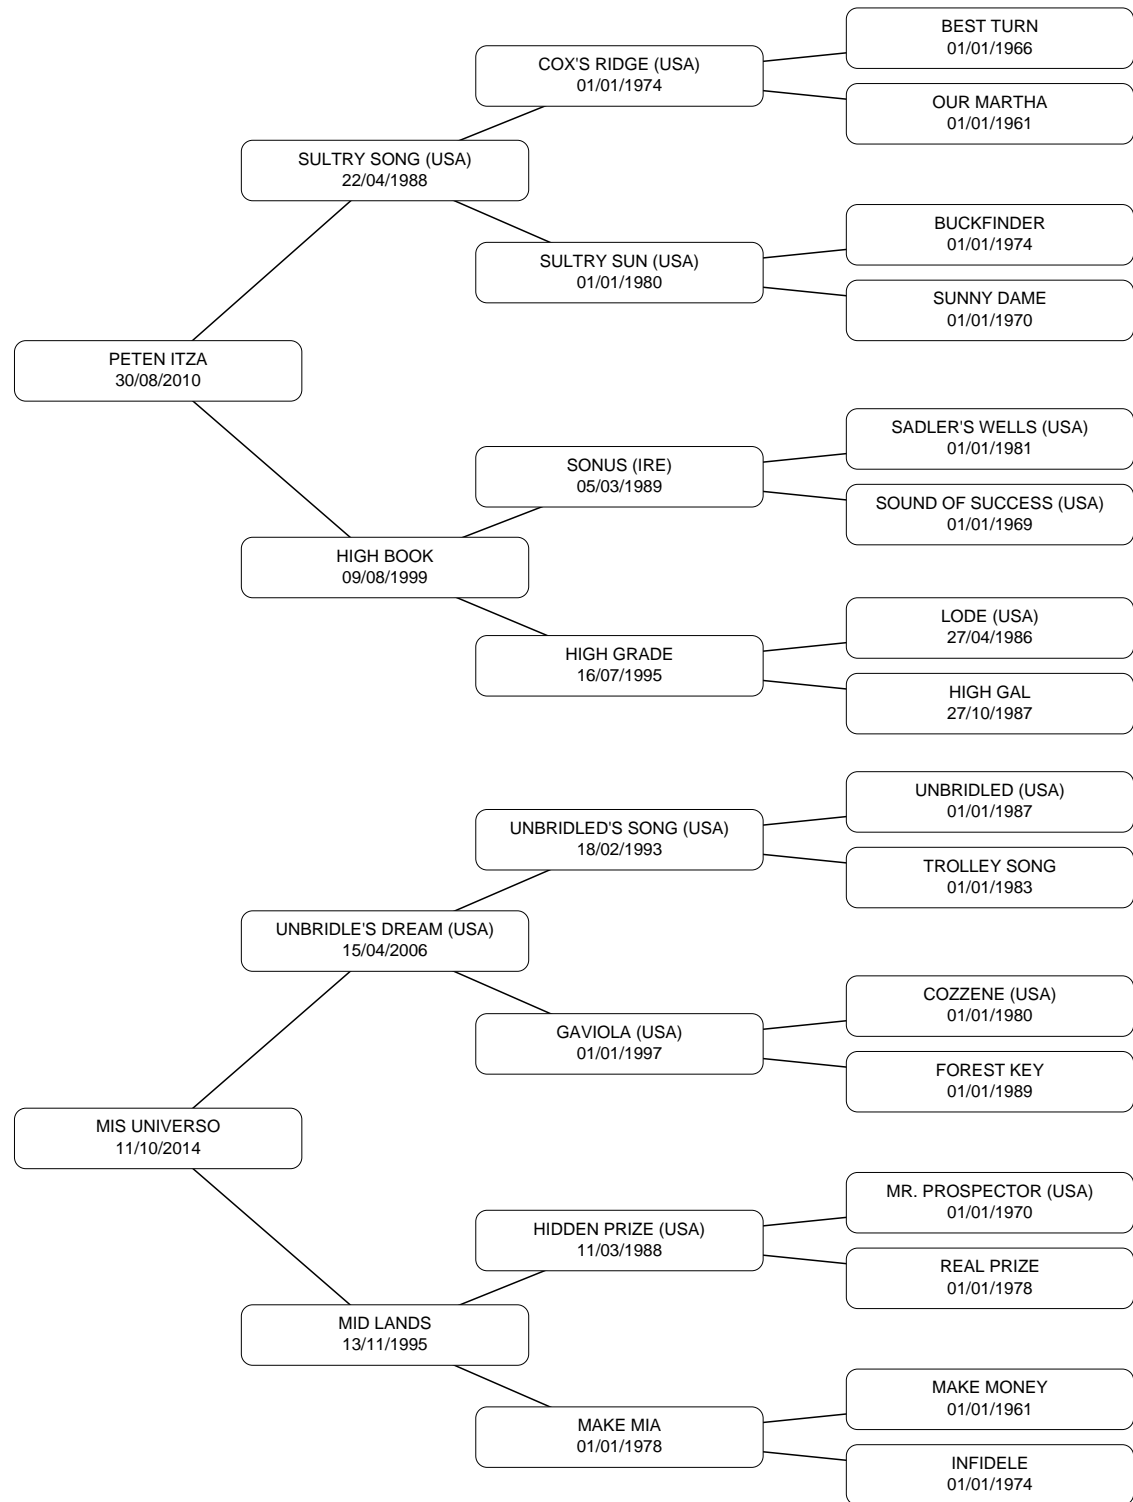 BEST TURN
01/01/1966
COX'S RIDGE (USA)
01/01/1974
OUR MARTHA
01/01/1961
SULTRY SONG (USA)
22/04/1988
BUCKFINDER
01/01/1974
SULTRY SUN (USA)
01/01/1980
SUNNY DAME
01/01/1970
PETEN ITZA
30/08/2010
SADLER'S WELLS (USA)
01/01/1981
SONUS (IRE)
05/03/1989
SOUND OF SUCCESS (USA)
01/01/1969
HIGH BOOK
09/08/1999
LODE (USA)
27/04/1986
HIGH GRADE
16/07/1995
HIGH GAL
27/10/1987
UNBRIDLED (USA)
01/01/1987
UNBRIDLED'S SONG (USA)
18/02/1993
TROLLEY SONG
01/01/1983
UNBRIDLE'S DREAM (USA)
15/04/2006
COZZENE (USA)
01/01/1980
GAVIOLA (USA)
01/01/1997
FOREST KEY
01/01/1989
MIS UNIVERSO
11/10/2014
MR. PROSPECTOR (USA)
01/01/1970
HIDDEN PRIZE (USA)
11/03/1988
REAL PRIZE
01/01/1978
MID LANDS
13/11/1995
MAKE MONEY
01/01/1961
MAKE MIA
01/01/1978
INFIDELE
01/01/1974